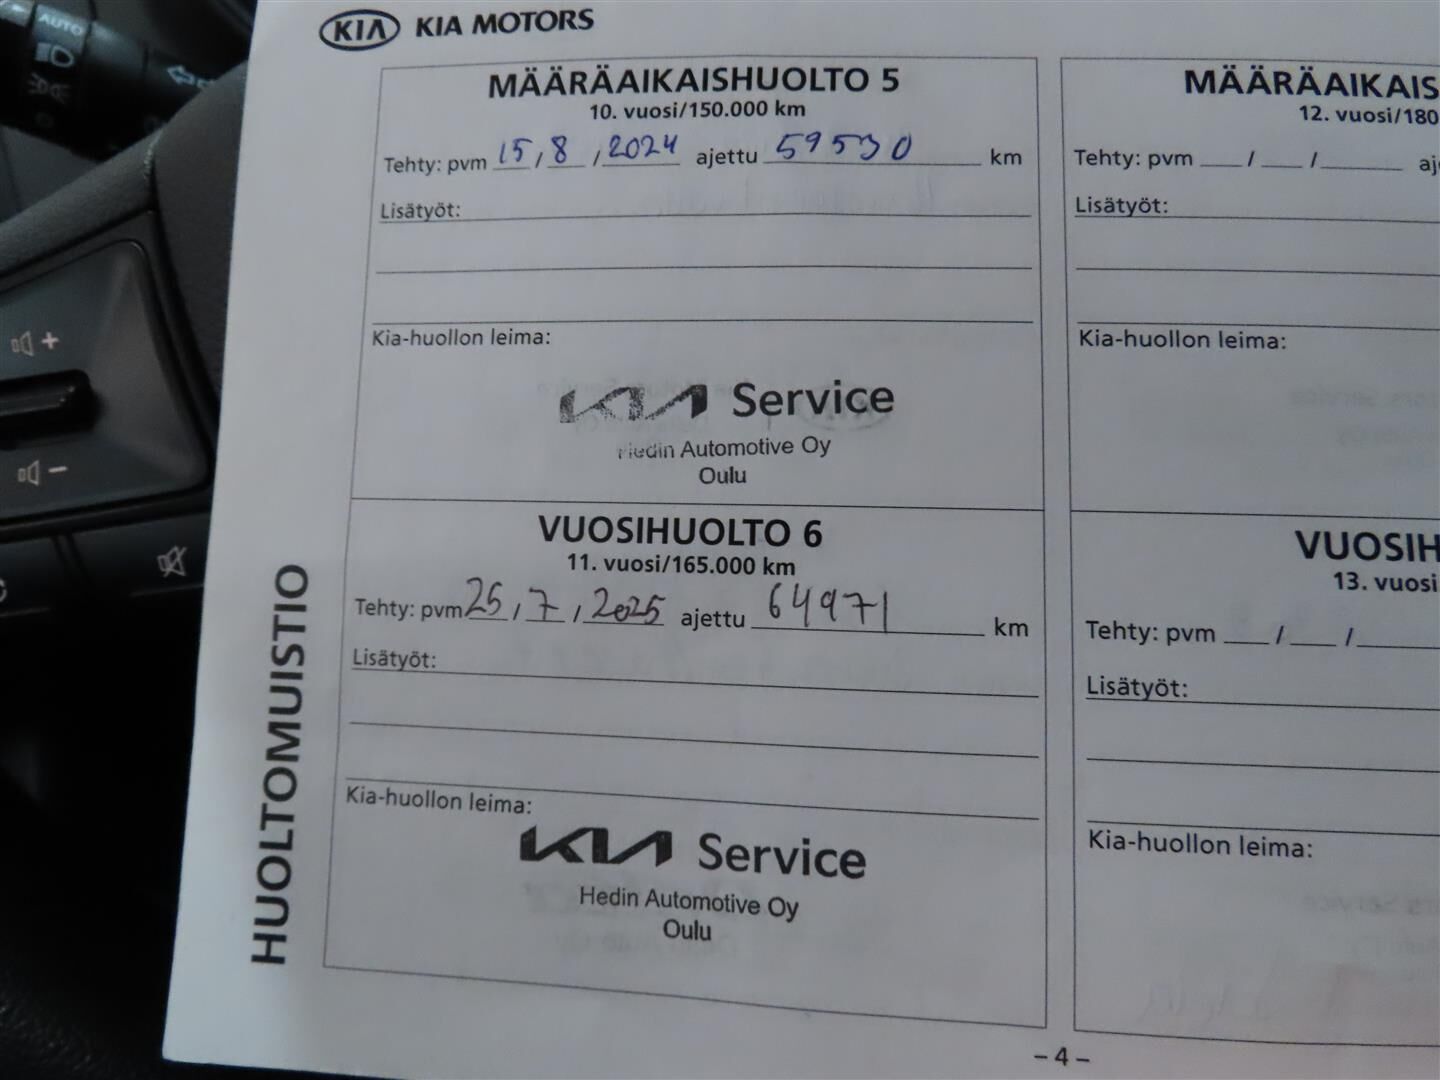 AUTO
KIA KIA MOTORS
MÄÄRÄAIKAISHUOLTO 5
10. vuosi/150.000 km
Tehty: pvm 15 / 8 / 2024 ajettu 59530 km
Lisätyöt:
Kia-huollon leima:
KIA Service
Hedin Automotive Oy
Oulu
VUOSIHUOLTO 6
11. vuosi/165.000 km
Tehty: pvm 25 / 7 / 2025 ajettu 64971 km
Lisätyöt:
Kia-huollon leima:
KIA Service
Hedin Automotive Oy
Oulu
HUOLTOMUISTIO
MÄÄRÄAIKAIS
12. vuosi/180
Tehty: pvm / / aj
Lisätyöt:
Kia-huollon leima:
VUOSIH
13. vuosi
Tehty: pvm / /
Lisätyöt:
Kia-huollon leima:
– 4 –